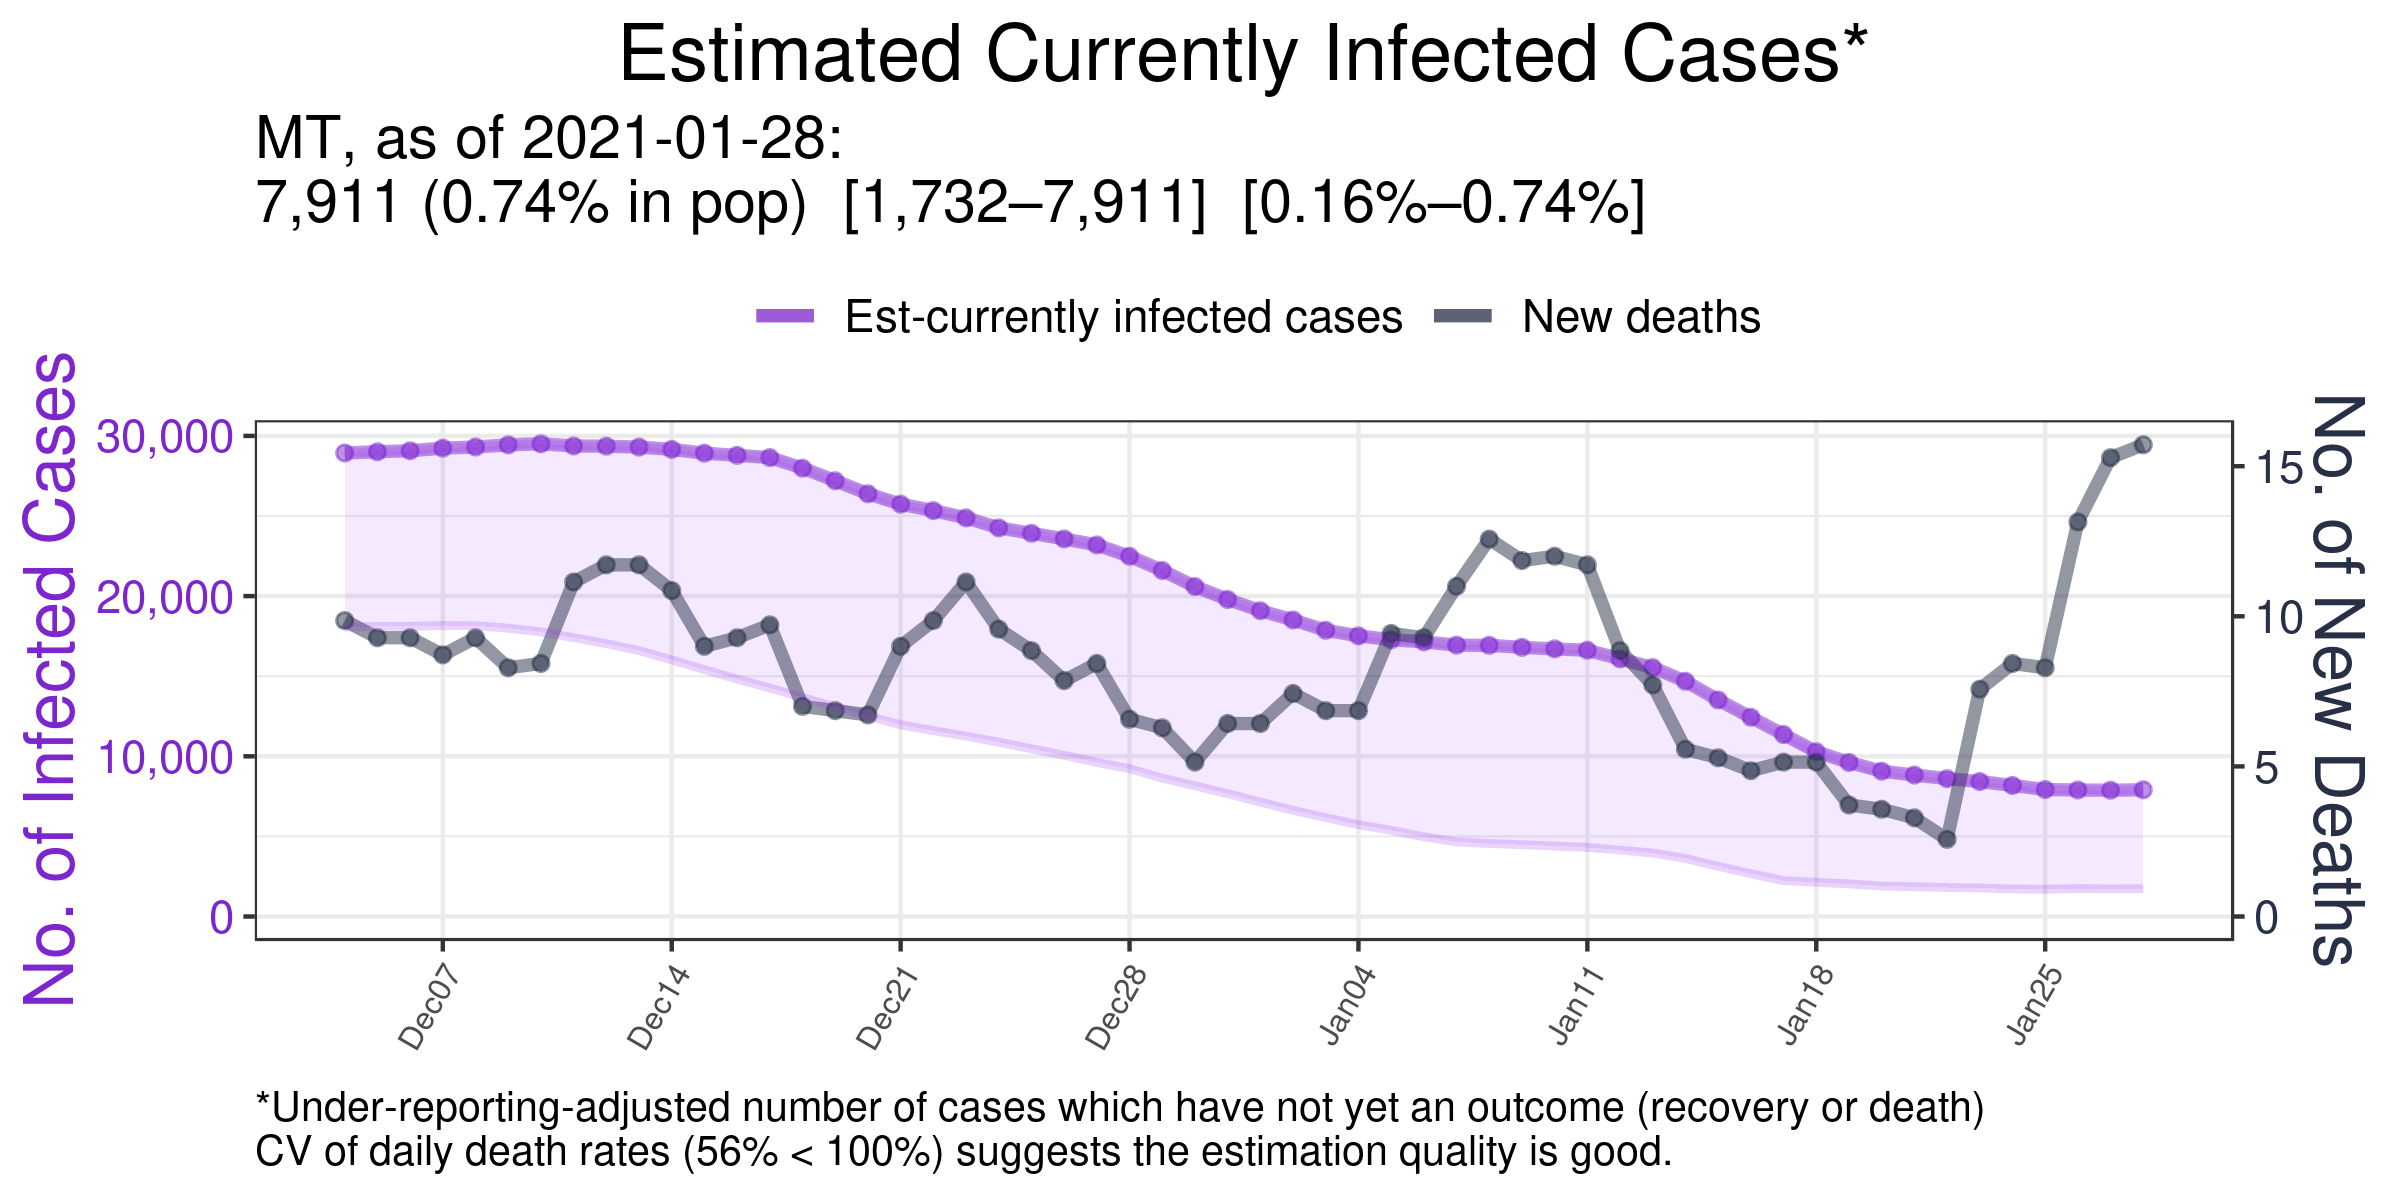 Estimated Currently Infected Cases*
MT, as of 2021-01-28:
7,911 (0.74% in pop)  [1,732–7,911]  [0.16%–0.74%]
Est-currently infected cases
New deaths
No. of Infected Cases
30,000
20,000
10,000
0
15
10
5
0
No. of New Deaths
Dec07
Dec14
Dec21
Dec28
Jan04
Jan11
Jan18
Jan25
*Under-reporting-adjusted number of cases which have not yet an outcome (recovery or death)
CV of daily death rates (56% < 100%) suggests the estimation quality is good.